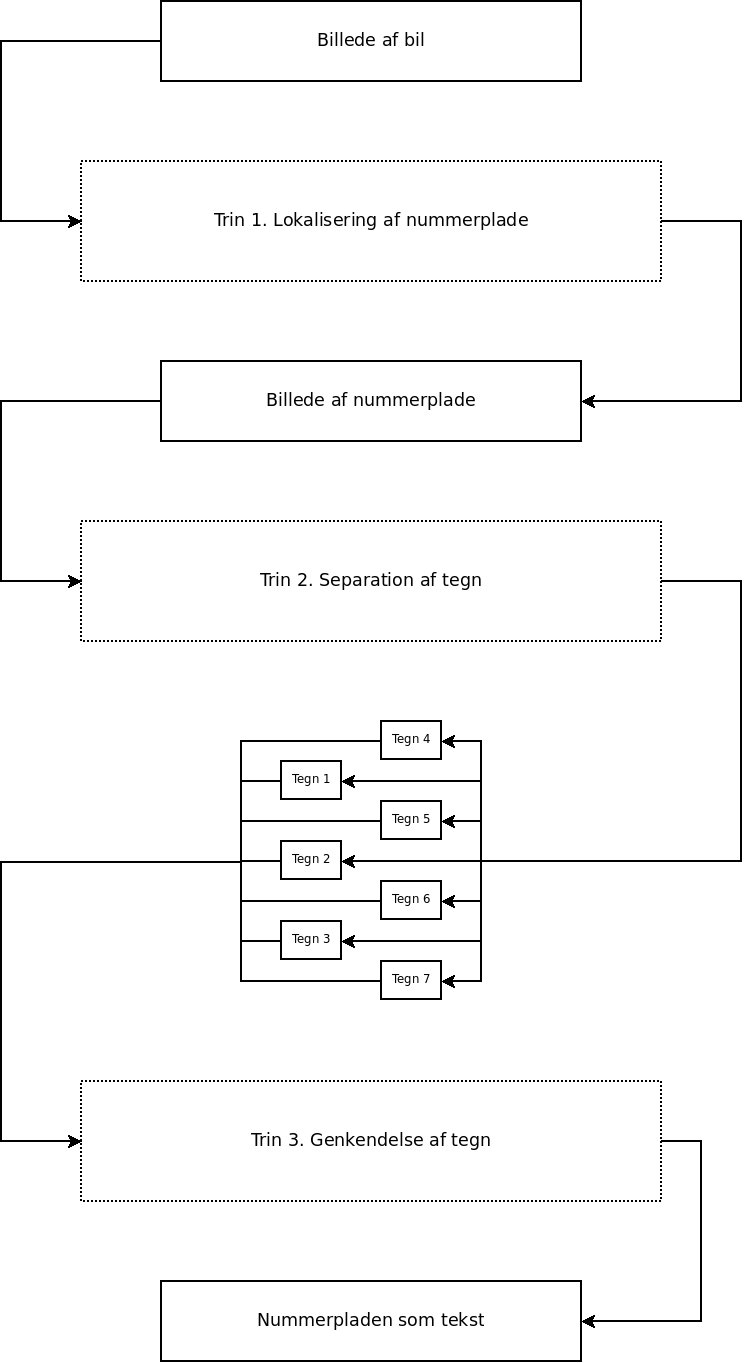 Billede af bil
Trin 1. Lokalisering af nummerplade
Billede af nummerplade
Trin 2. Separation af tegn
Tegn 4
Tegn 1
Tegn 5
Tegn 2
Tegn 6
Tegn 3
Tegn 7
Trin 3. Genkendelse af tegn
Nummerpladen som tekst